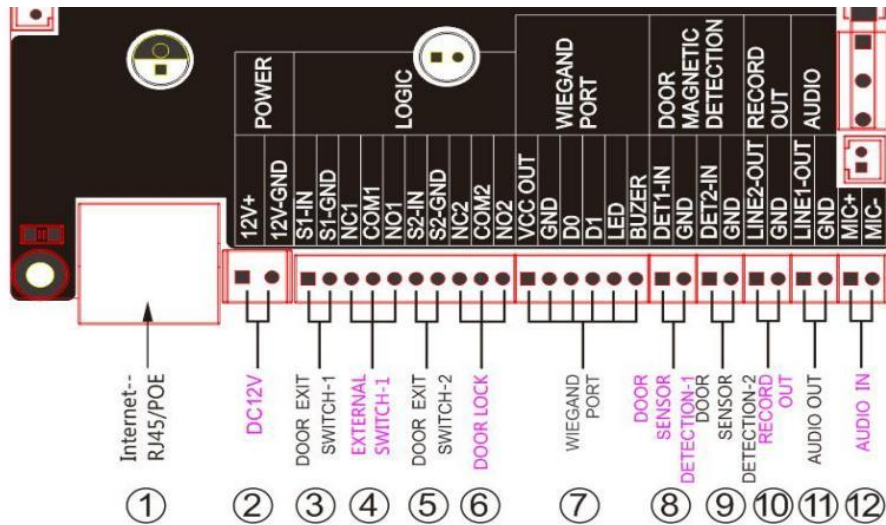 POWER
LOGIC
WIEGAND
PORT
DOOR
MAGNETIC
DETECTION
RECORD
OUT
AUDIO
12V+
12V-GND
S1-IN
S1-GND
NC1
COM1
NO1
S2-IN
S2-GND
NC2
COM2
NO2
VCC OUT
GND
D0
D1
LED
BUZER
DET1-IN
GND
DET2-IN
GND
LINE2-OUT
GND
LINE1-OUT
GND
MIC+
MIC-
Internet--
RJ45/POE
DC12V
DOOR EXIT
SWITCH-1
EXTERNAL
SWITCH-1
DOOR EXIT
SWITCH-2
DOOR LOCK
WIEGAND
PORT
DOOR
SENSOR
DETECTION-1
DOOR
SENSOR
DETECTION-2
RECORD
OUT
AUDIO OUT
AUDIO IN
① ② ③ ④ ⑤ ⑥ ⑦ ⑧ ⑨ ⑩ ⑪ ⑫